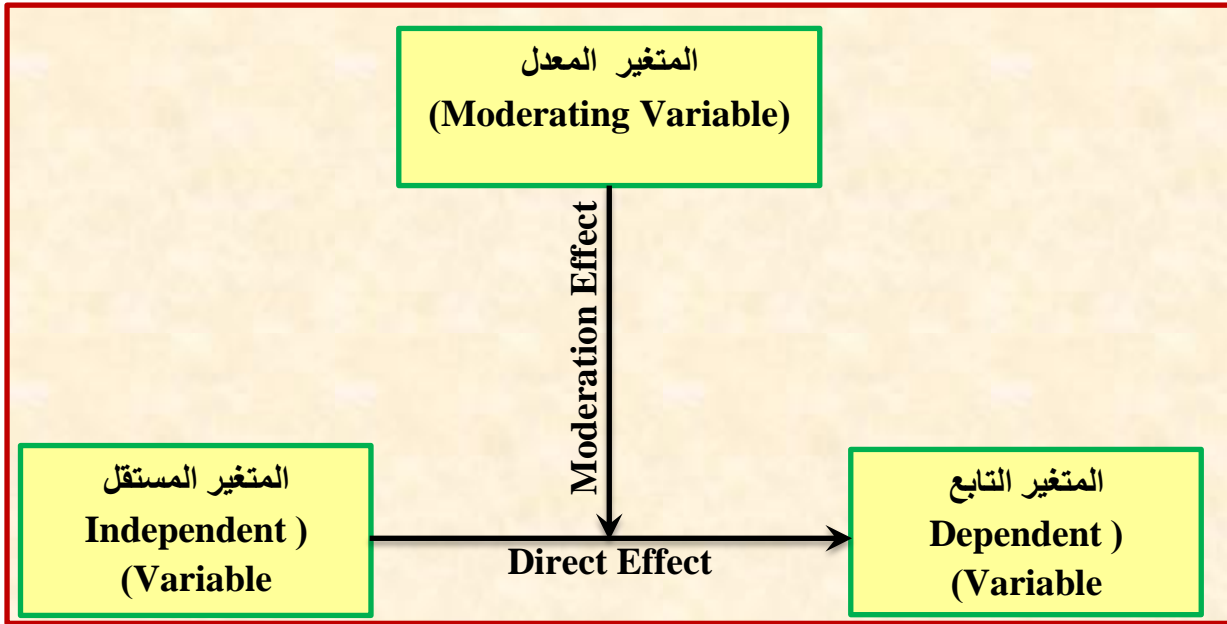 المتغير المعدل
(Moderating Variable)
Moderation Effect
المتغير المستقل
Independent )
(Variable
Direct Effect
المتغير التابع
Dependent )
(Variable